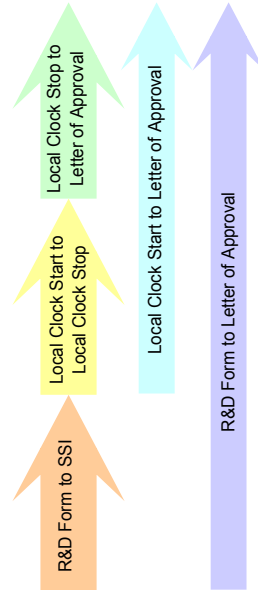 R&D Form to SSI
Local Clock Start to
Local Clock Stop
Local Clock Stop to
Letter of Approval
Local Clock Start to Letter of Approval
R&D Form to Letter of Approval